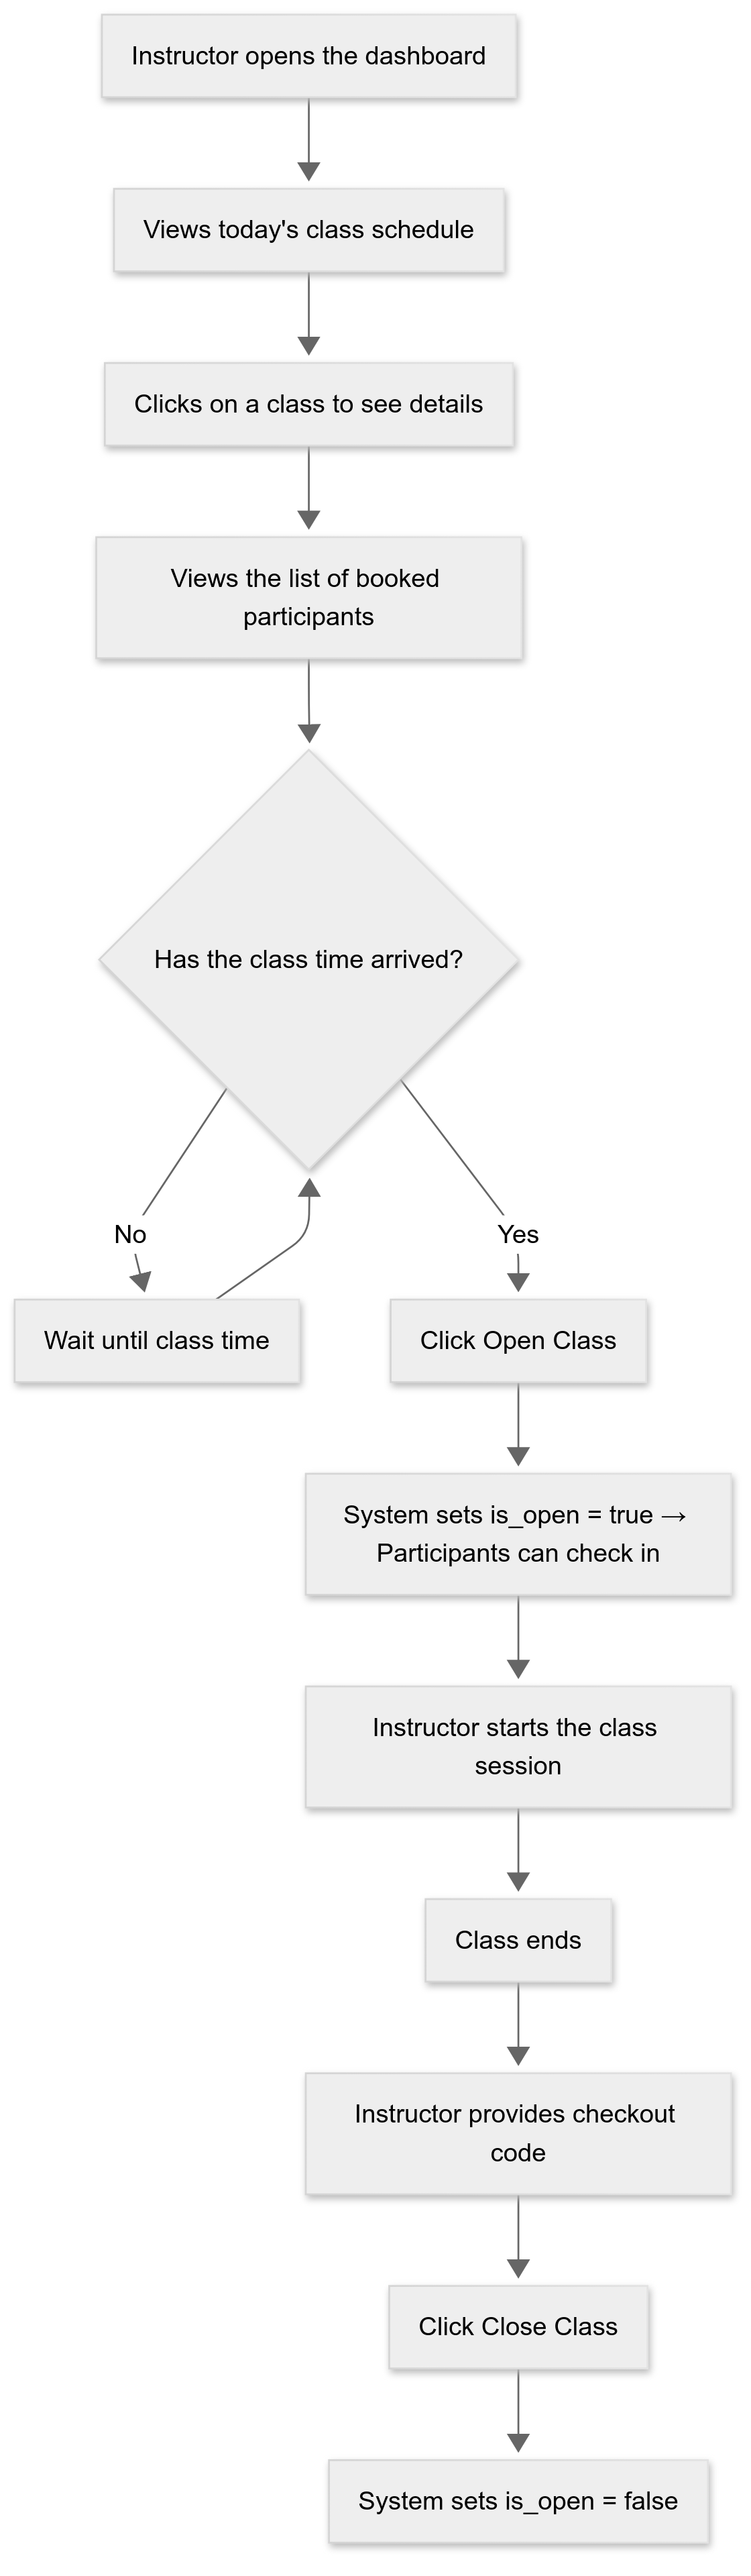 Instructor opens the dashboard
Views today's class schedule
Clicks on a class to see details
Views the list of booked
participants
Has the class time arrived?
No
Yes
Wait until class time
Click Open Class
System sets is_open = true →
Participants can check in
Instructor starts the class
session
Class ends
Instructor provides checkout
code
Click Close Class
System sets is_open = false